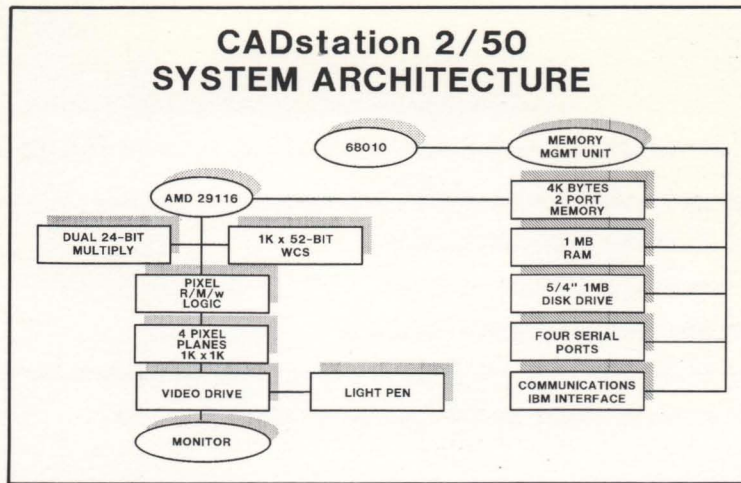 CADstation 2/50
SYSTEM ARCHITECTURE
68010
MEMORY
MGMT UNIT
AMD 29116
4K BYTES
2 PORT
MEMORY
DUAL 24-BIT
MULTIPLY
1K x 52-BIT
WCS
1 MB
RAM
PIXEL
R/M/w
LOGIC
5/4" 1MB
DISK DRIVE
4 PIXEL
PLANES
1K x 1K
FOUR SERIAL
PORTS
VIDEO DRIVE
LIGHT PEN
COMMUNICATIONS
IBM INTERFACE
MONITOR